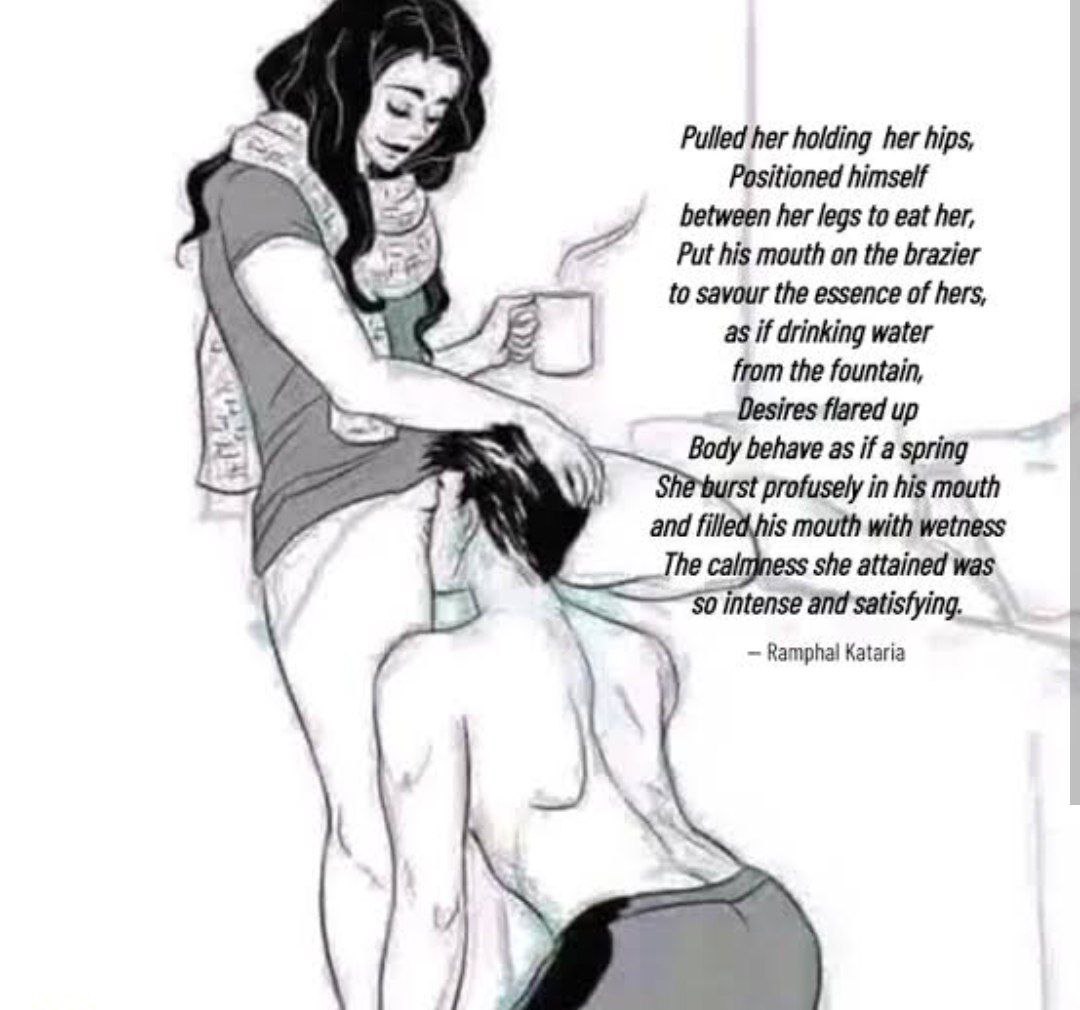 Pulled her holding her hips,
Positioned himself
between her legs to eat her,
Put his mouth on the brazier
to savour the essence of hers,
as if drinking water
from the fountain,
Desires flared up
Body behave as if a spring
She burst profusely in his mouth
and filled his mouth with wetness
The calmness she attained was
so intense and satisfying.
– Ramphal Kataria